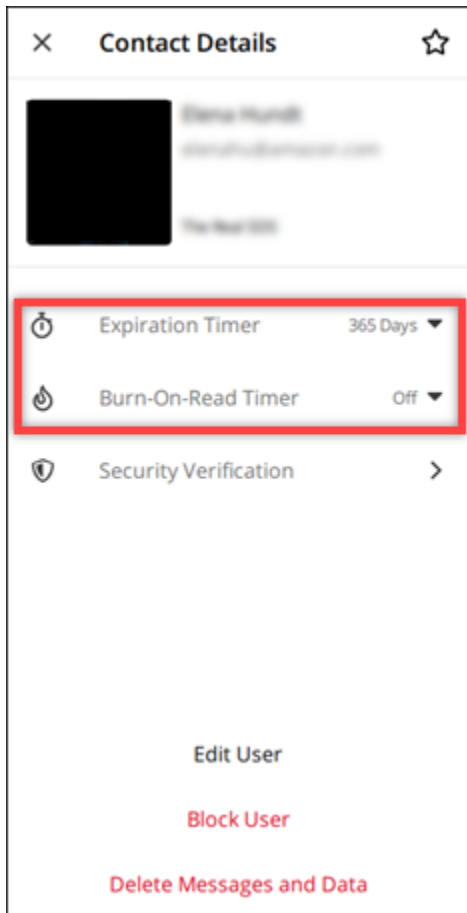 Contact Details
Expiration Timer 365 Days
Burn-On-Read Timer Off
Security Verification
Edit User
Block User
Delete Messages and Data